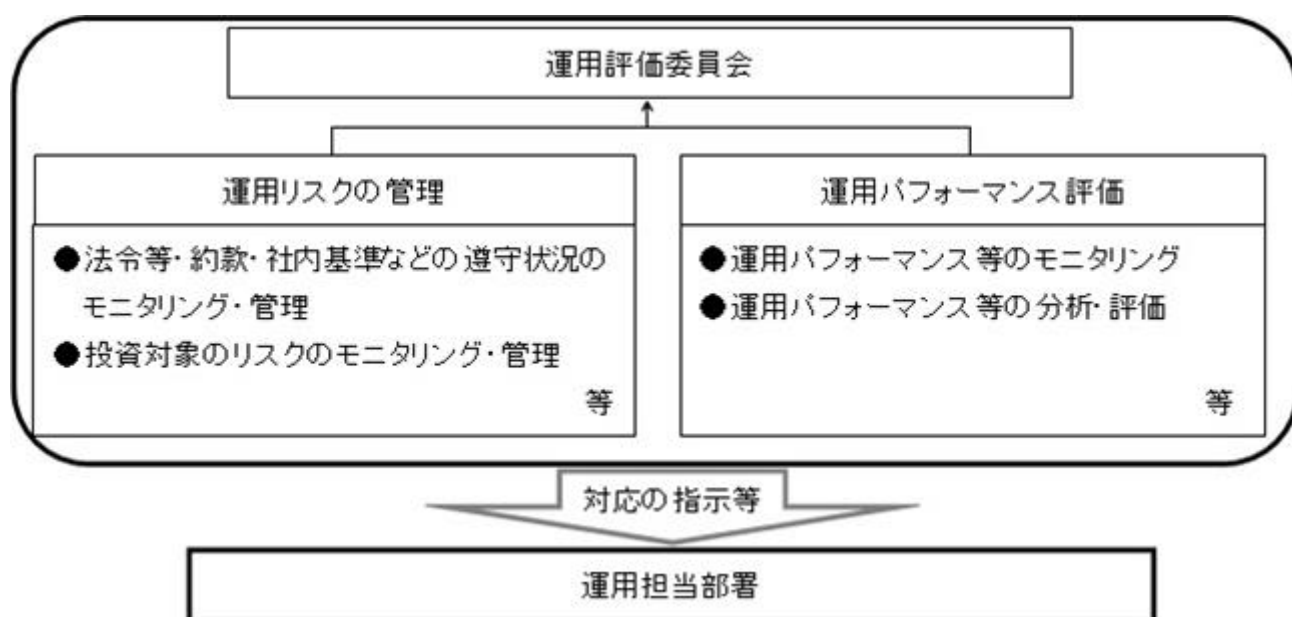 運用評価委員会
運用リスクの管理
●法令等・約款・社内基準などの遵守状況の
モニタリング・管理
●投資対象のリスクのモニタリング・管理
等
運用パフォーマンス評価
●運用パフォーマンス等のモニタリング
●運用パフォーマンス等の分析・評価
等
対応の指示等
運用担当部署